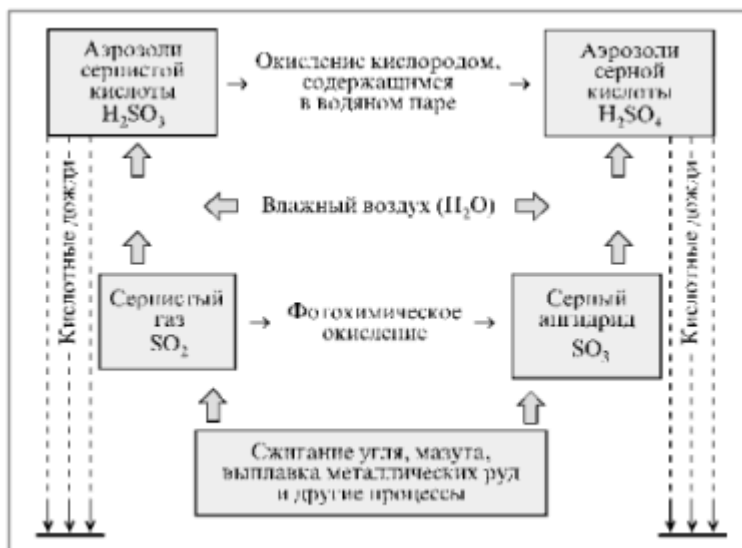 Аэрозоли
сернистой
кислоты
H₂SO₃
→ Окисление кислородом, →
содержащимся
в водяном паре
Аэрозоли
серной
кислоты
H₂SO₄
Кислотные дожди
Влажный воздух (H₂O)
Кислотные дожди
Сернистый
газ
SO₂
→ Фотохимическое →
окисление
Серный
ангидрид
SO₃
Сжигание угля, мазута,
выплавка металлических руд
и другие процессы